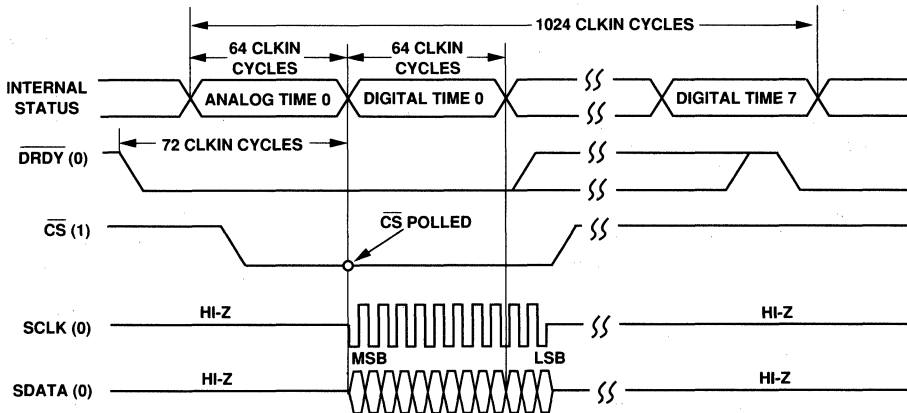 1024 CLKIN CYCLES
64 CLKIN CYCLES
64 CLKIN CYCLES
INTERNAL STATUS
ANALOG TIME 0
DIGITAL TIME 0
DIGITAL TIME 7
72 CLKIN CYCLES
DRDY (0)
CS (1)
CS POLLED
SCLK (0)
HI-Z
HI-Z
MSB
LSB
SDATA (0)
HI-Z
HI-Z